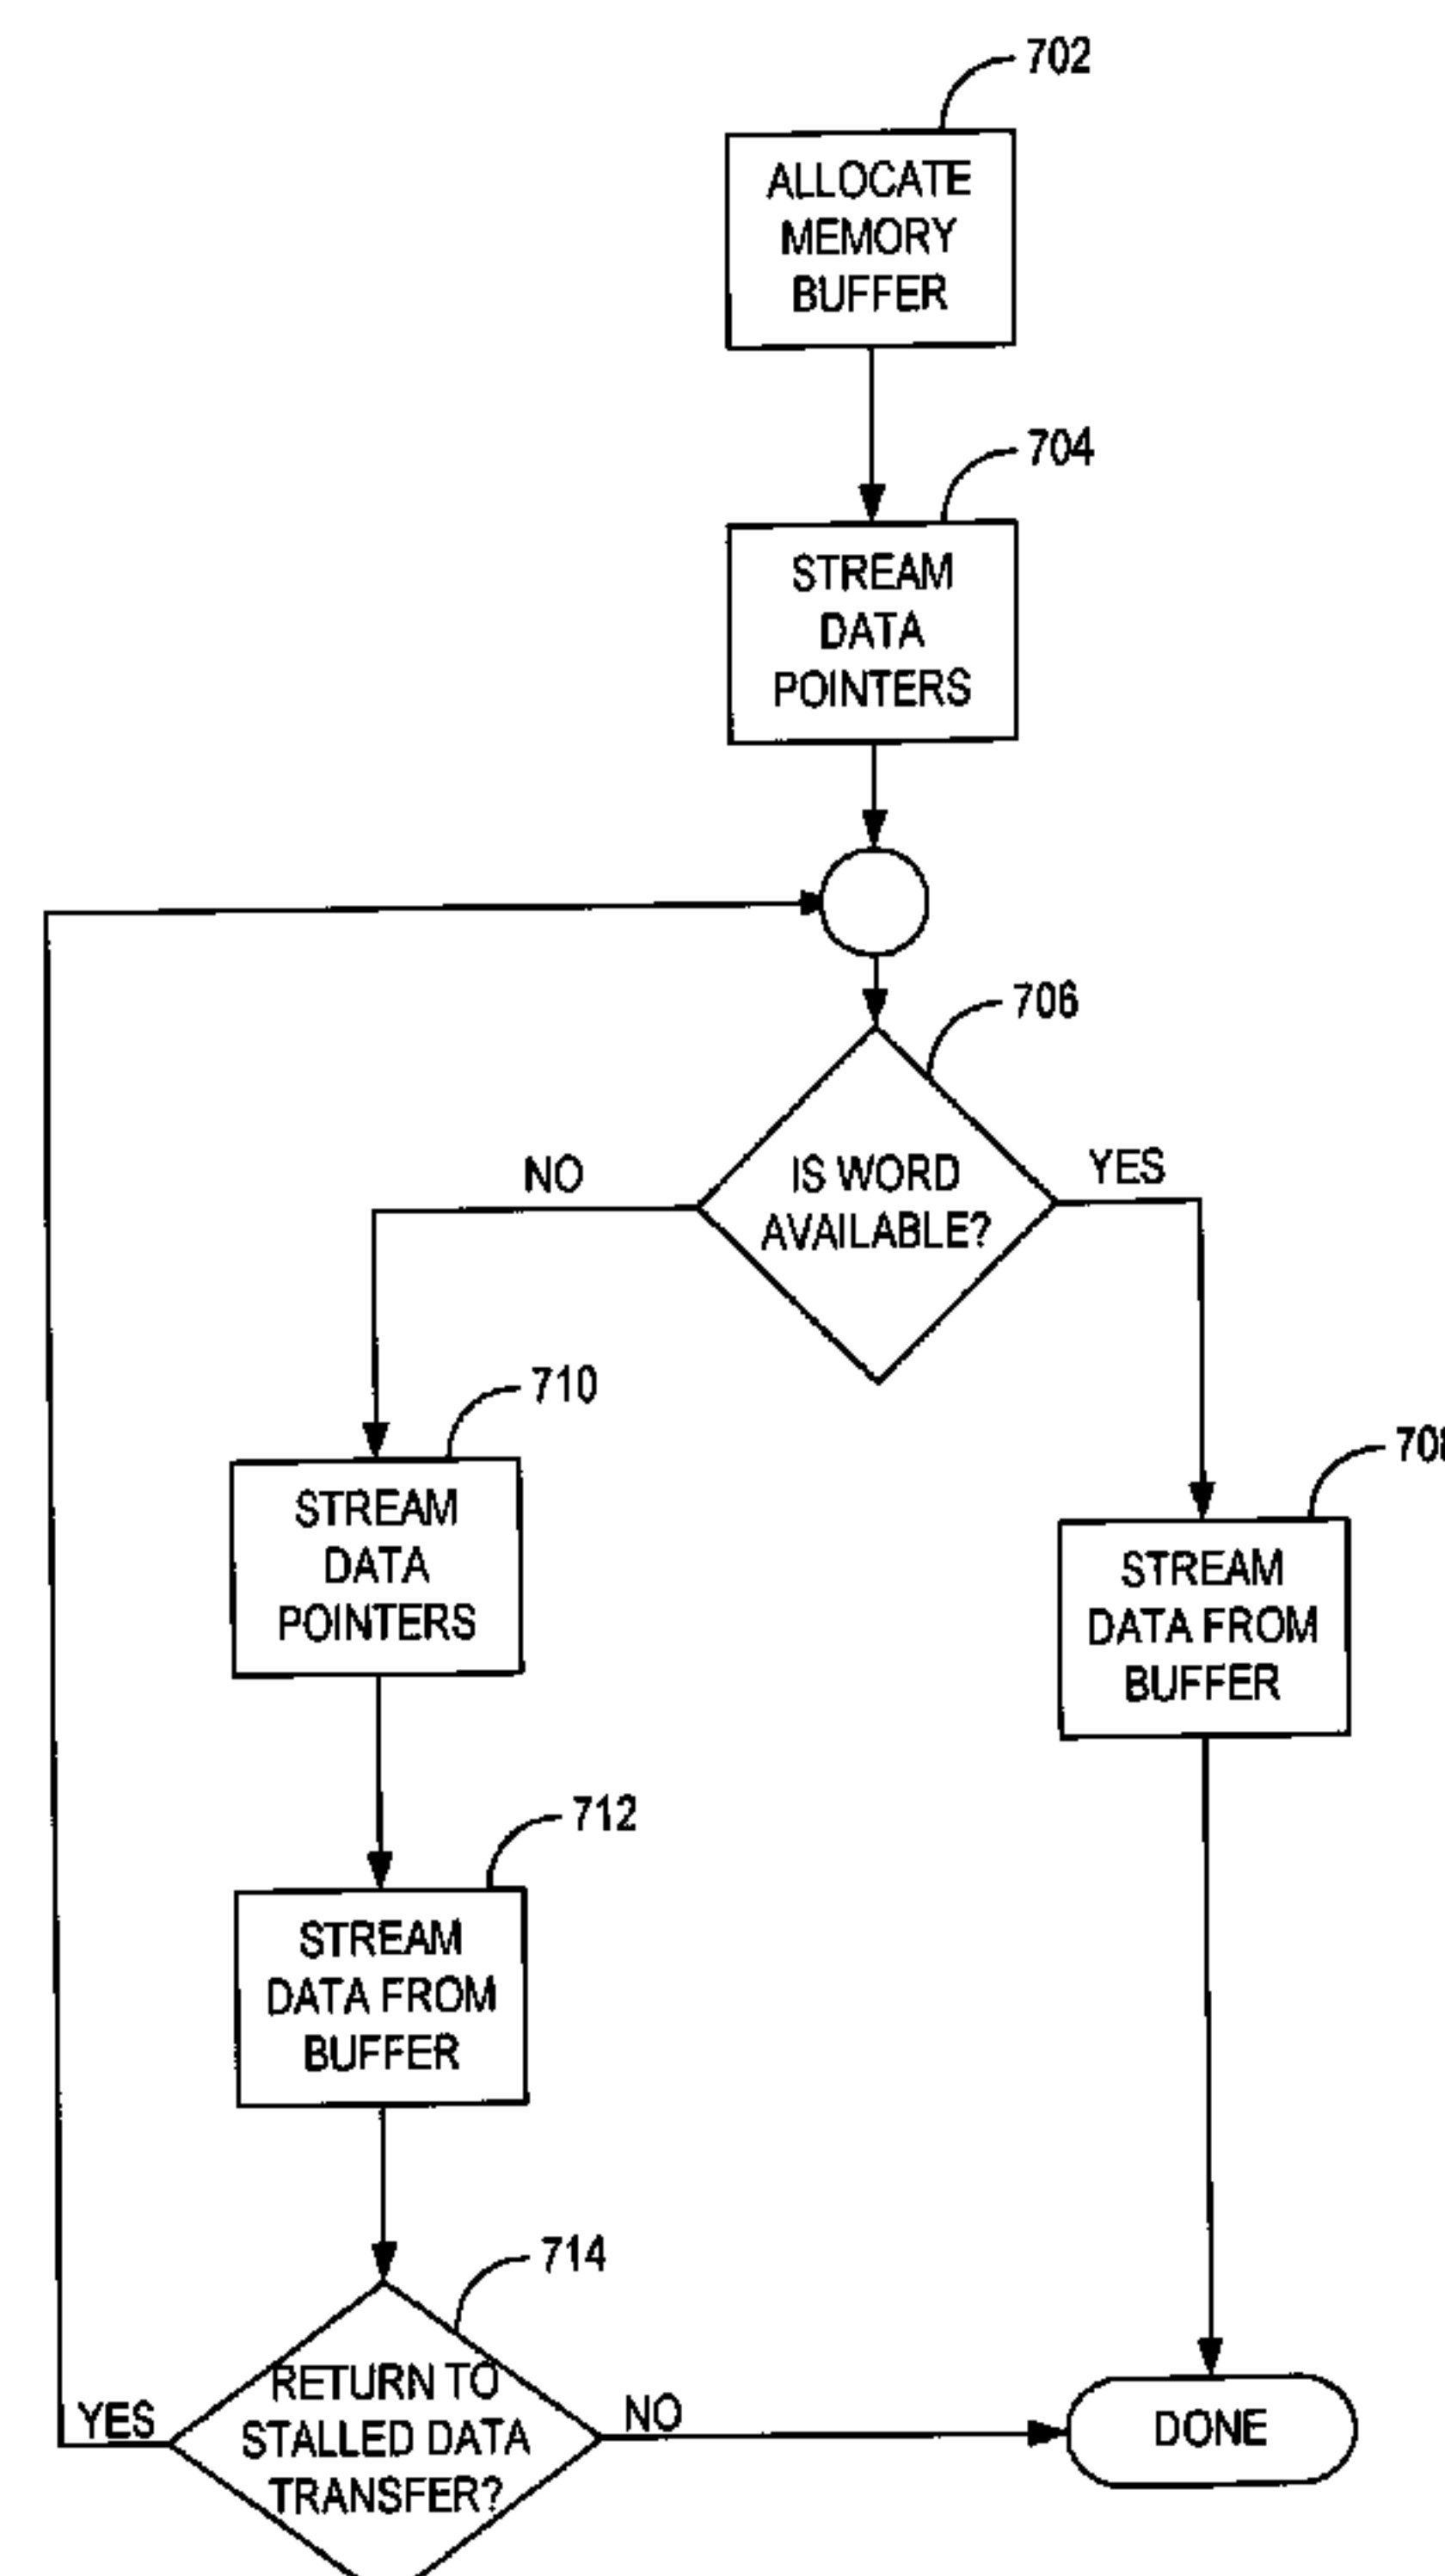 702
ALLOCATE
MEMORY
BUFFER
704
STREAM
DATA
POINTERS
706
IS WORD
AVAILABLE?
NO
YES
710
STREAM
DATA
POINTERS
708
STREAM
DATA FROM
BUFFER
712
STREAM
DATA FROM
BUFFER
714
RETURN TO
STALLED DATA
TRANSFER?
YES
NO
DONE